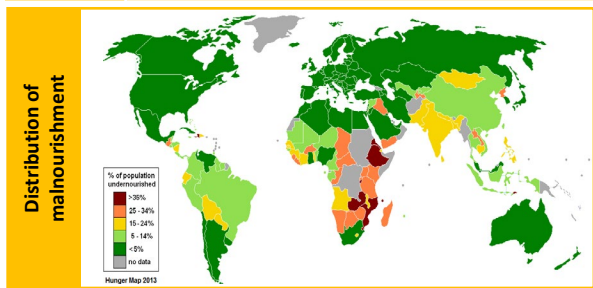 Distribution of
malnourishment
% of population
undernourished
>35%
25 - 34%
15 - 24%
5 - 14%
<5%
no data
Hunger Map 2013